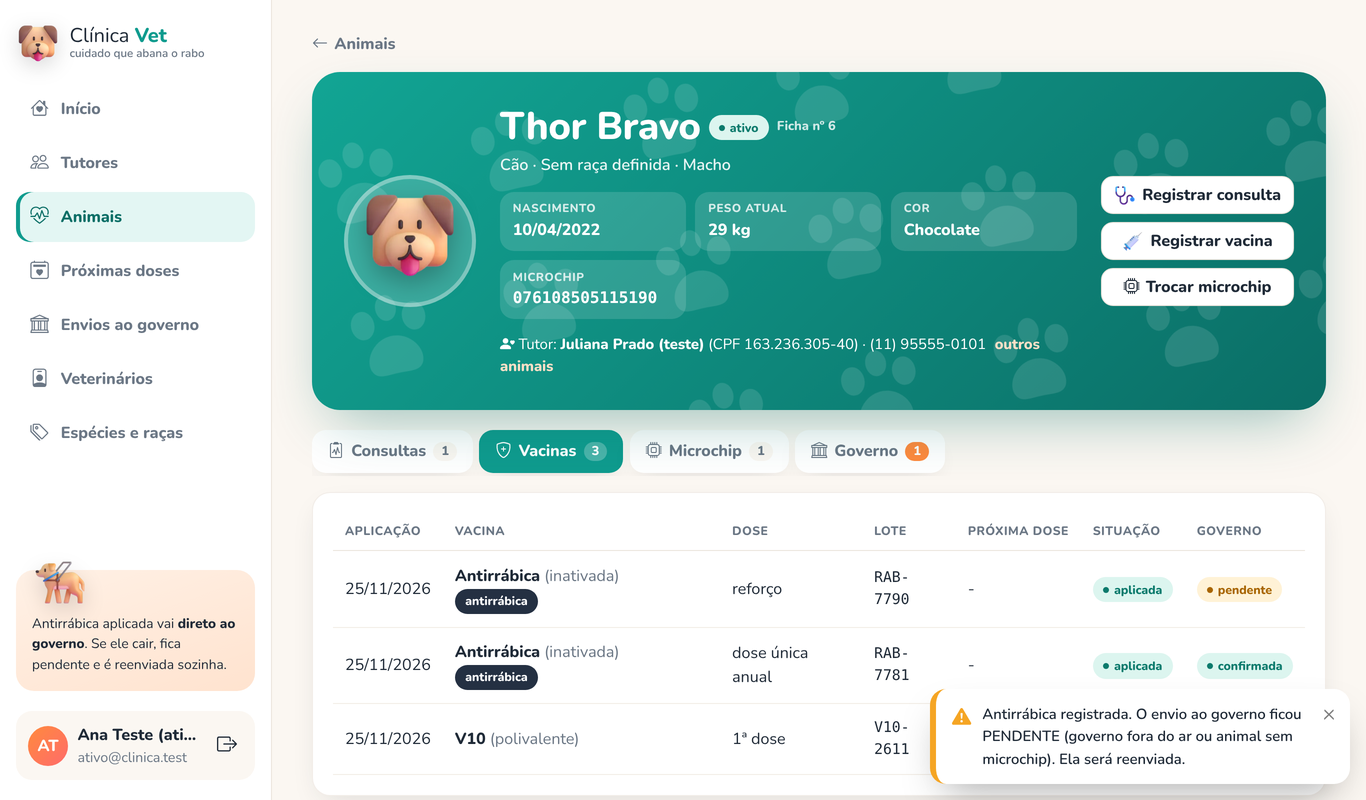 Clínica Vet
cuidado que abana o rabo
Início
Tutores
Animais
Próximas doses
Envios ao governo
Veterinários
Espécies e raças
Antirrábica aplicada vai direto ao
governo. Se ele cair, fica
pendente e é reenviada sozinha.
AT
Ana Teste (ati...
ativo@clinica.test
← Animais
Thor Bravo ativo Ficha nº 6
Cão · Sem raça definida · Macho
NASCIMENTO
10/04/2022
PESO ATUAL
29 kg
COR
Chocolate
MICROCHIP
076108505115190
Tutor: Juliana Prado (teste) (CPF 163.236.305-40) · (11) 95555-0101 outros
animais
Registrar consulta
Registrar vacina
Trocar microchip
Consultas 1
Vacinas 3
Microchip 1
Governo 1
APLICAÇÃO VACINA DOSE LOTE PRÓXIMA DOSE SITUAÇÃO GOVERNO
25/11/2026
Antirrábica (inativada)
antirrábica
reforço
RAB-
7790
-
aplicada
pendente
25/11/2026
Antirrábica (inativada)
antirrábica
dose única
anual
RAB-
7781
-
aplicada
confirmada
25/11/2026
V10 (polivalente)
1ª dose
V10-
2611
Antirrábica registrada. O envio ao governo ficou
PENDENTE (governo fora do ar ou animal sem
microchip). Ela será reenviada.